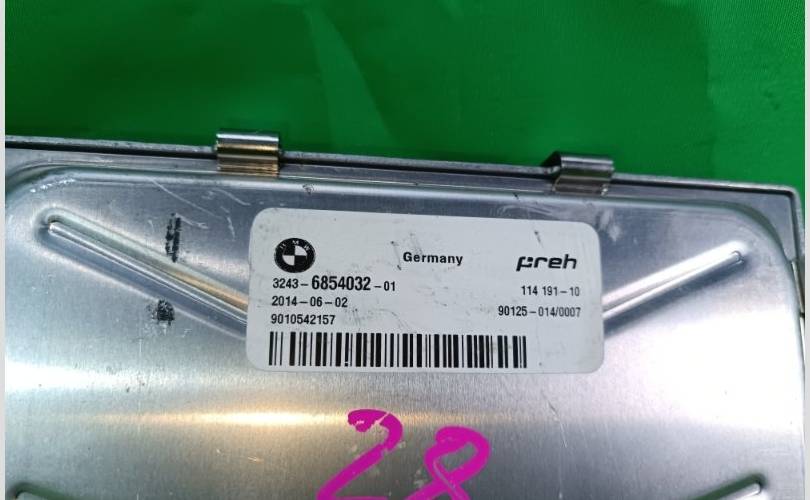 BMW
Germany
preh
3243-6854032-01
114 191-10
2014-06-02
90125-014/0007
9010542157
28